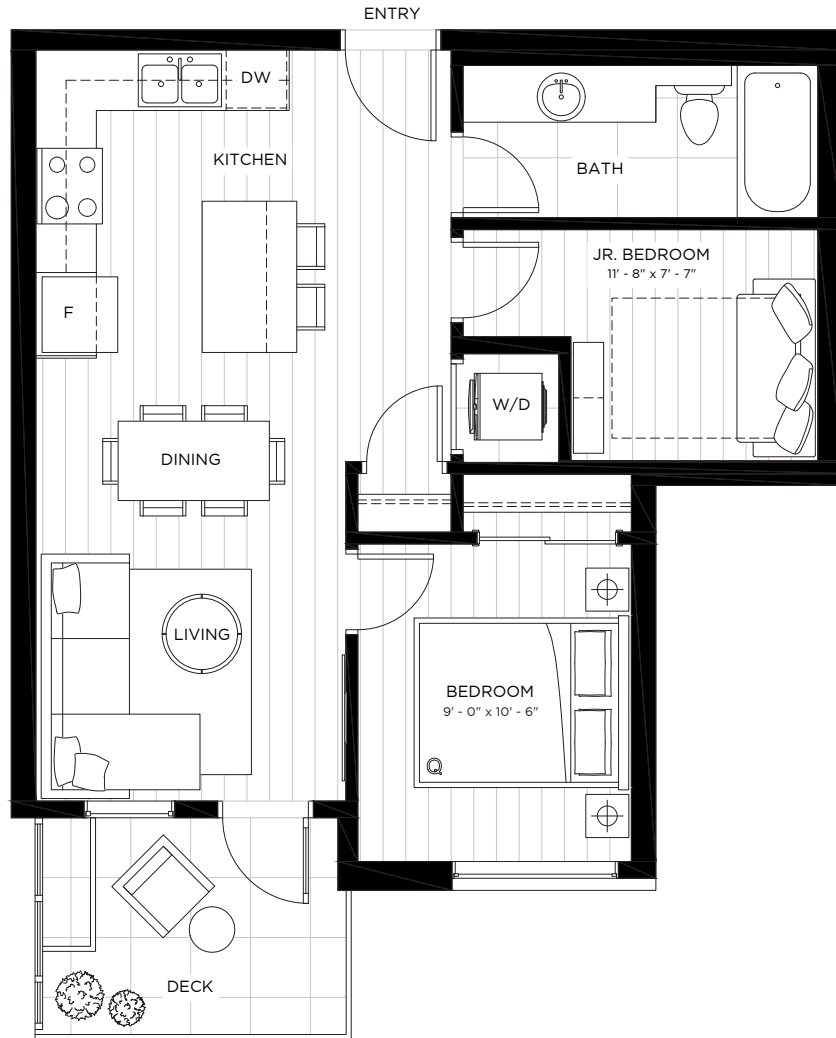 ENTRY
DW
KITCHEN
BATH
JR. BEDROOM
11' - 8" x 7' - 7"
F
W/D
DINING
LIVING
BEDROOM
9' - 0" x 10' - 6"
Q
DECK